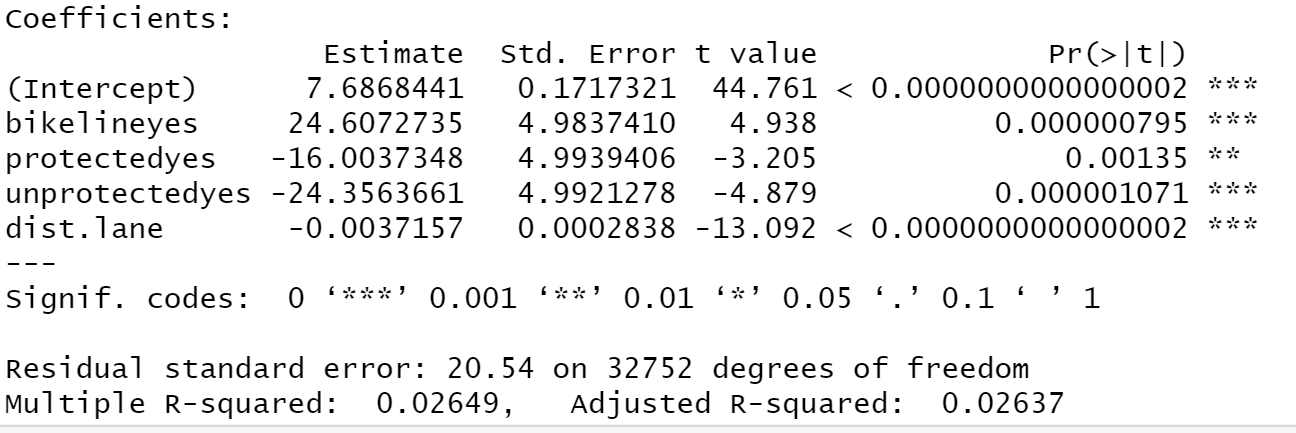 Coefficients:
Estimate Std. Error t value Pr(>|t|)
(Intercept) 7.6868441 0.1717321 44.761 < 0.0000000000000002 ***
bikelineyes 24.6072735 4.9837410 4.938 0.000000795 ***
protectedyes -16.0037348 4.9939406 -3.205 0.00135 **
unprotectedyes -24.3563661 4.9921278 -4.879 0.000001071 ***
dist.lane -0.0037157 0.0002838 -13.092 < 0.0000000000000002 ***
---
Signif. codes: 0 ‘***’ 0.001 ‘**’ 0.01 ‘*’ 0.05 ‘.’ 0.1 ‘ ’ 1
Residual standard error: 20.54 on 32752 degrees of freedom
Multiple R-squared: 0.02649, Adjusted R-squared: 0.02637